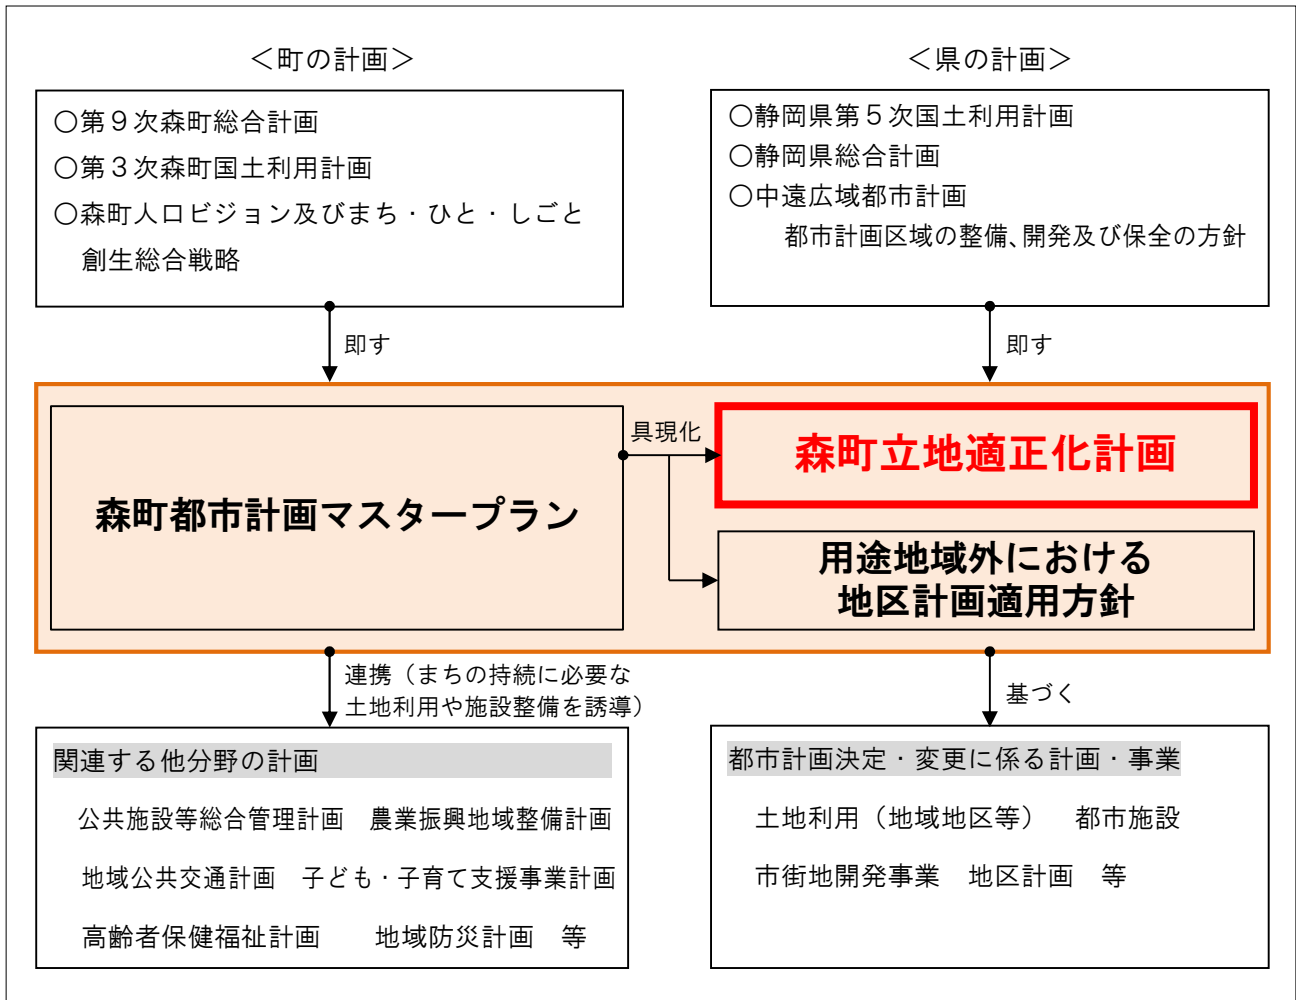 ＜町の計画＞
○第９次森町総合計画
○第３次森町国土利用計画
○森町人口ビジョン及びまち・ひと・しごと
創生総合戦略
＜県の計画＞
○静岡県第５次国土利用計画
○静岡県総合計画
○中遠広域都市計画
都市計画区域の整備、開発及び保全の方針
即す
即す
森町都市計画マスタープラン
具現化
森町立地適正化計画
用途地域外における
地区計画適用方針
連携（まちの持続に必要な
土地利用や施設整備を誘導）
基づく
関連する他分野の計画
公共施設等総合管理計画　農業振興地域整備計画
地域公共交通計画　子ども・子育て支援事業計画
高齢者保健福祉計画　　地域防災計画　等
都市計画決定・変更に係る計画・事業
土地利用（地域地区等）　都市施設
市街地開発事業　地区計画　等